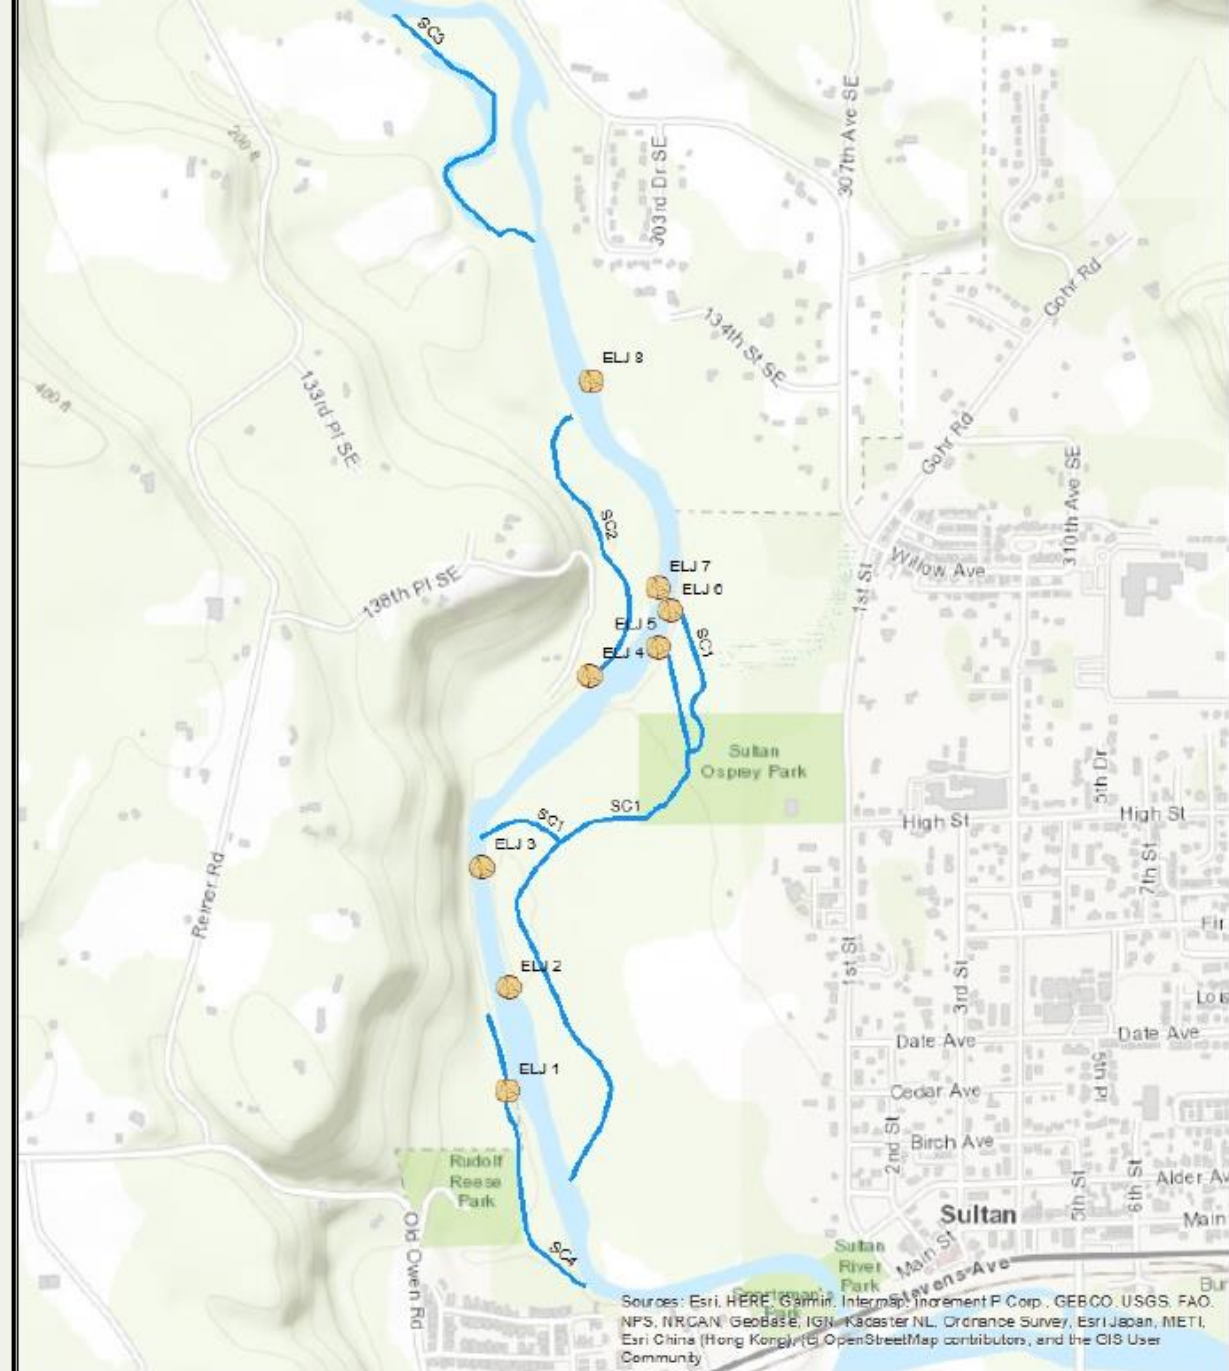 SC3
200 ft
307th Ave SE
303rd Dr SE
Gohr Rd
134th St SE
ELJ 8
400 ft
133rd Pl SE
Gohr Rd
SC2
310th Ave SE
ELJ 7
Willow Ave
138th Pl SE
ELJ 6
1st St
ELJ 5
SC1
ELJ 4
Sultan
Osprey Park
5th Dr
SC1
SC1
High St
High St
ELJ 3
7th St
Reiner Rd
Fir
1st St
ELJ 2
3rd St
Lois
Date Ave
Date Ave
ELJ 1
Cedar Ave
5th Pl
2nd St
Birch Ave
Rudolf
Reese
Park
Alder Av
5th St
6th St
Sultan
Main
Old Owen Rd
SC4
Main St
Sultan
River
Park
Stevens Ave
Sportsman's
Park
Bur
Sources: Esri, HERE, Garmin, Intermap, increment P Corp., GEBCO, USGS, FAO,
NPS, NRCAN, GeoBase, IGN, Kadaster NL, Ordnance Survey, Esri Japan, METI,
Esri China (Hong Kong), (c) OpenStreetMap contributors, and the GIS User
Community